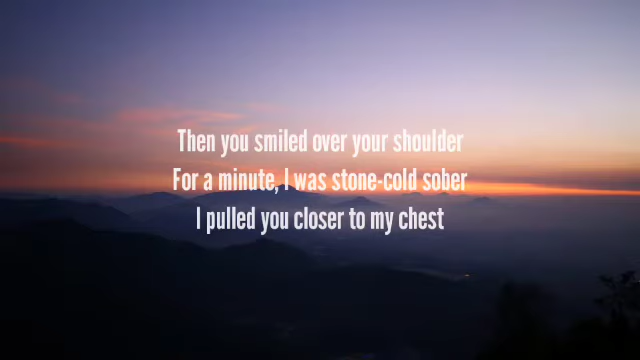 Then you smiled over your shoulder
For a minute, I was stone-cold sober
I pulled you closer to my chest